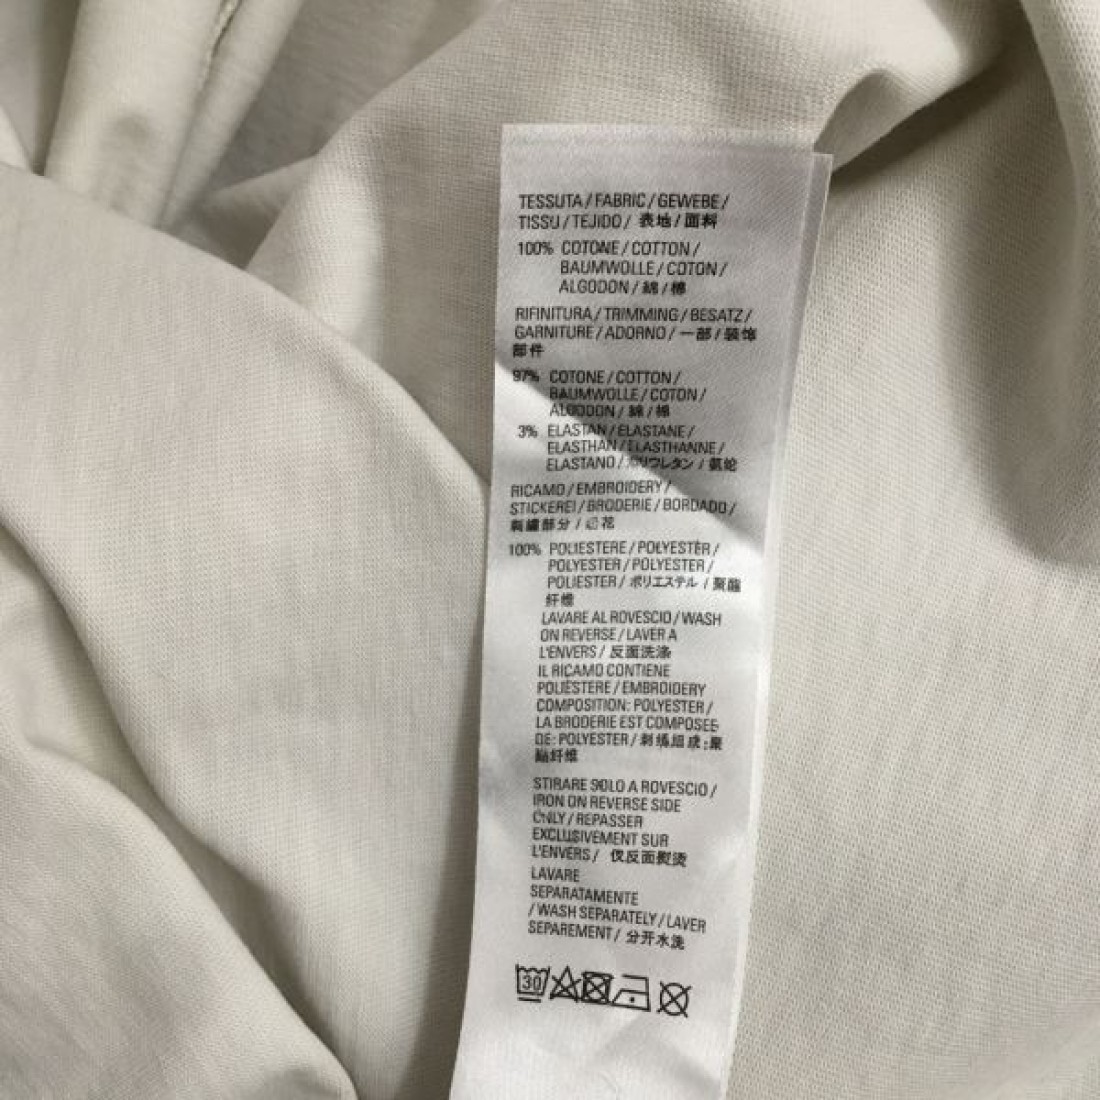 TESSUTA / FABRIC / GEWEBE /
TISSU / TEJIDO / 表地 / 面料
100% COTONE / COTTON /
BAUMWOLLE / COTON /
ALGODON / 綿 / 棉
RIFINITURA / TRIMMING / BESATZ /
GARNITURE / ADORNO / 一部 / 装饰
部件
97% COTONE / COTTON /
BAUMWOLLE / COTON /
ALGODON / 綿 / 棉
3% ELASTAN / ELASTANE /
ELASTHAN / ELASTHANNE /
ELASTANO / ポリウレタン / 氨纶
RICAMO / EMBROIDERY /
STICKEREI / BRODERIE / BORDADO /
刺繍部分 / 花
100% POLIESTERE / POLYESTER /
POLYESTER / POLYESTER /
POLIESTER / ポリエステル / 聚酯
纤维
LAVARE AL ROVESCIO / WASH
ON REVERSE / LAVER A
L'ENVERS / 反面洗涤
IL RICAMO CONTIENE
POLIESTERE / EMBROIDERY
COMPOSITION: POLYESTER /
LA BRODERIE EST COMPOSEE
DE: POLYESTER / 刺绣组成:聚
酯纤维
STIRARE SOLO A ROVESCIO /
IRON ON REVERSE SIDE
ONLY / REPASSER
EXCLUSIVEMENT SUR
L'ENVERS / 仅反面熨烫
LAVARE
SEPARATAMENTE
/ WASH SEPARATELY / LAVER
SEPAREMENT / 分开水洗
30